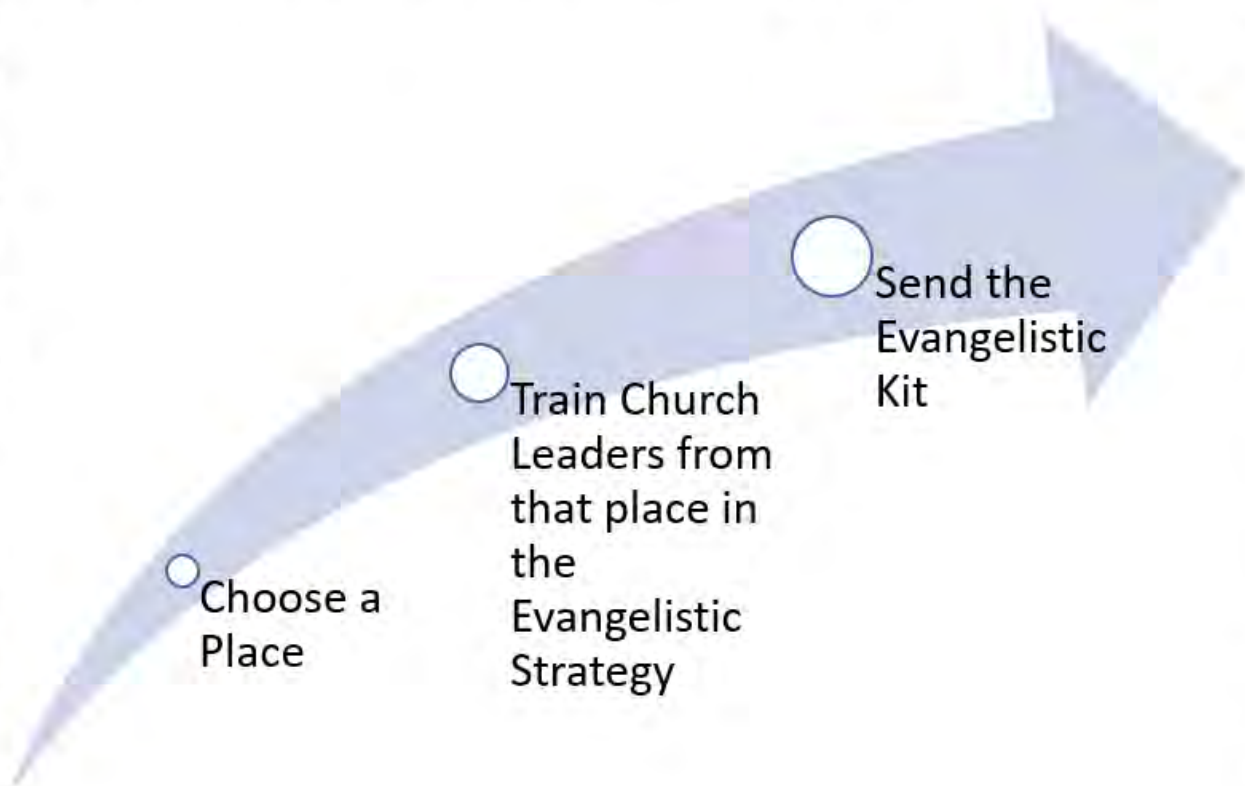 Choose a
Place
Train Church
Leaders from
that place in
the
Evangelistic
Strategy
Send the
Evangelistic
Kit